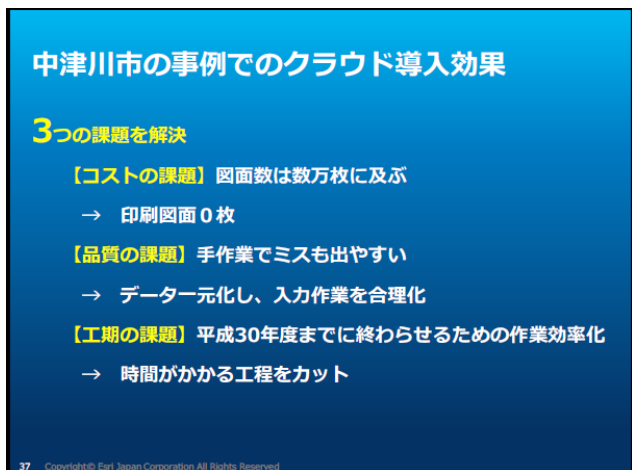 中津川市の事例でのクラウド導入効果
3つの課題を解決
【コストの課題】図面数は数万枚に及ぶ
→ 印刷図面０枚
【品質の課題】手作業でミスも出やすい
→ データ一元化し、入力作業を合理化
【工期の課題】平成30年度までに終わらせるための作業効率化
→ 時間がかかる工程をカット
37 Copyright© Esri Japan Corporation All Rights Reserved